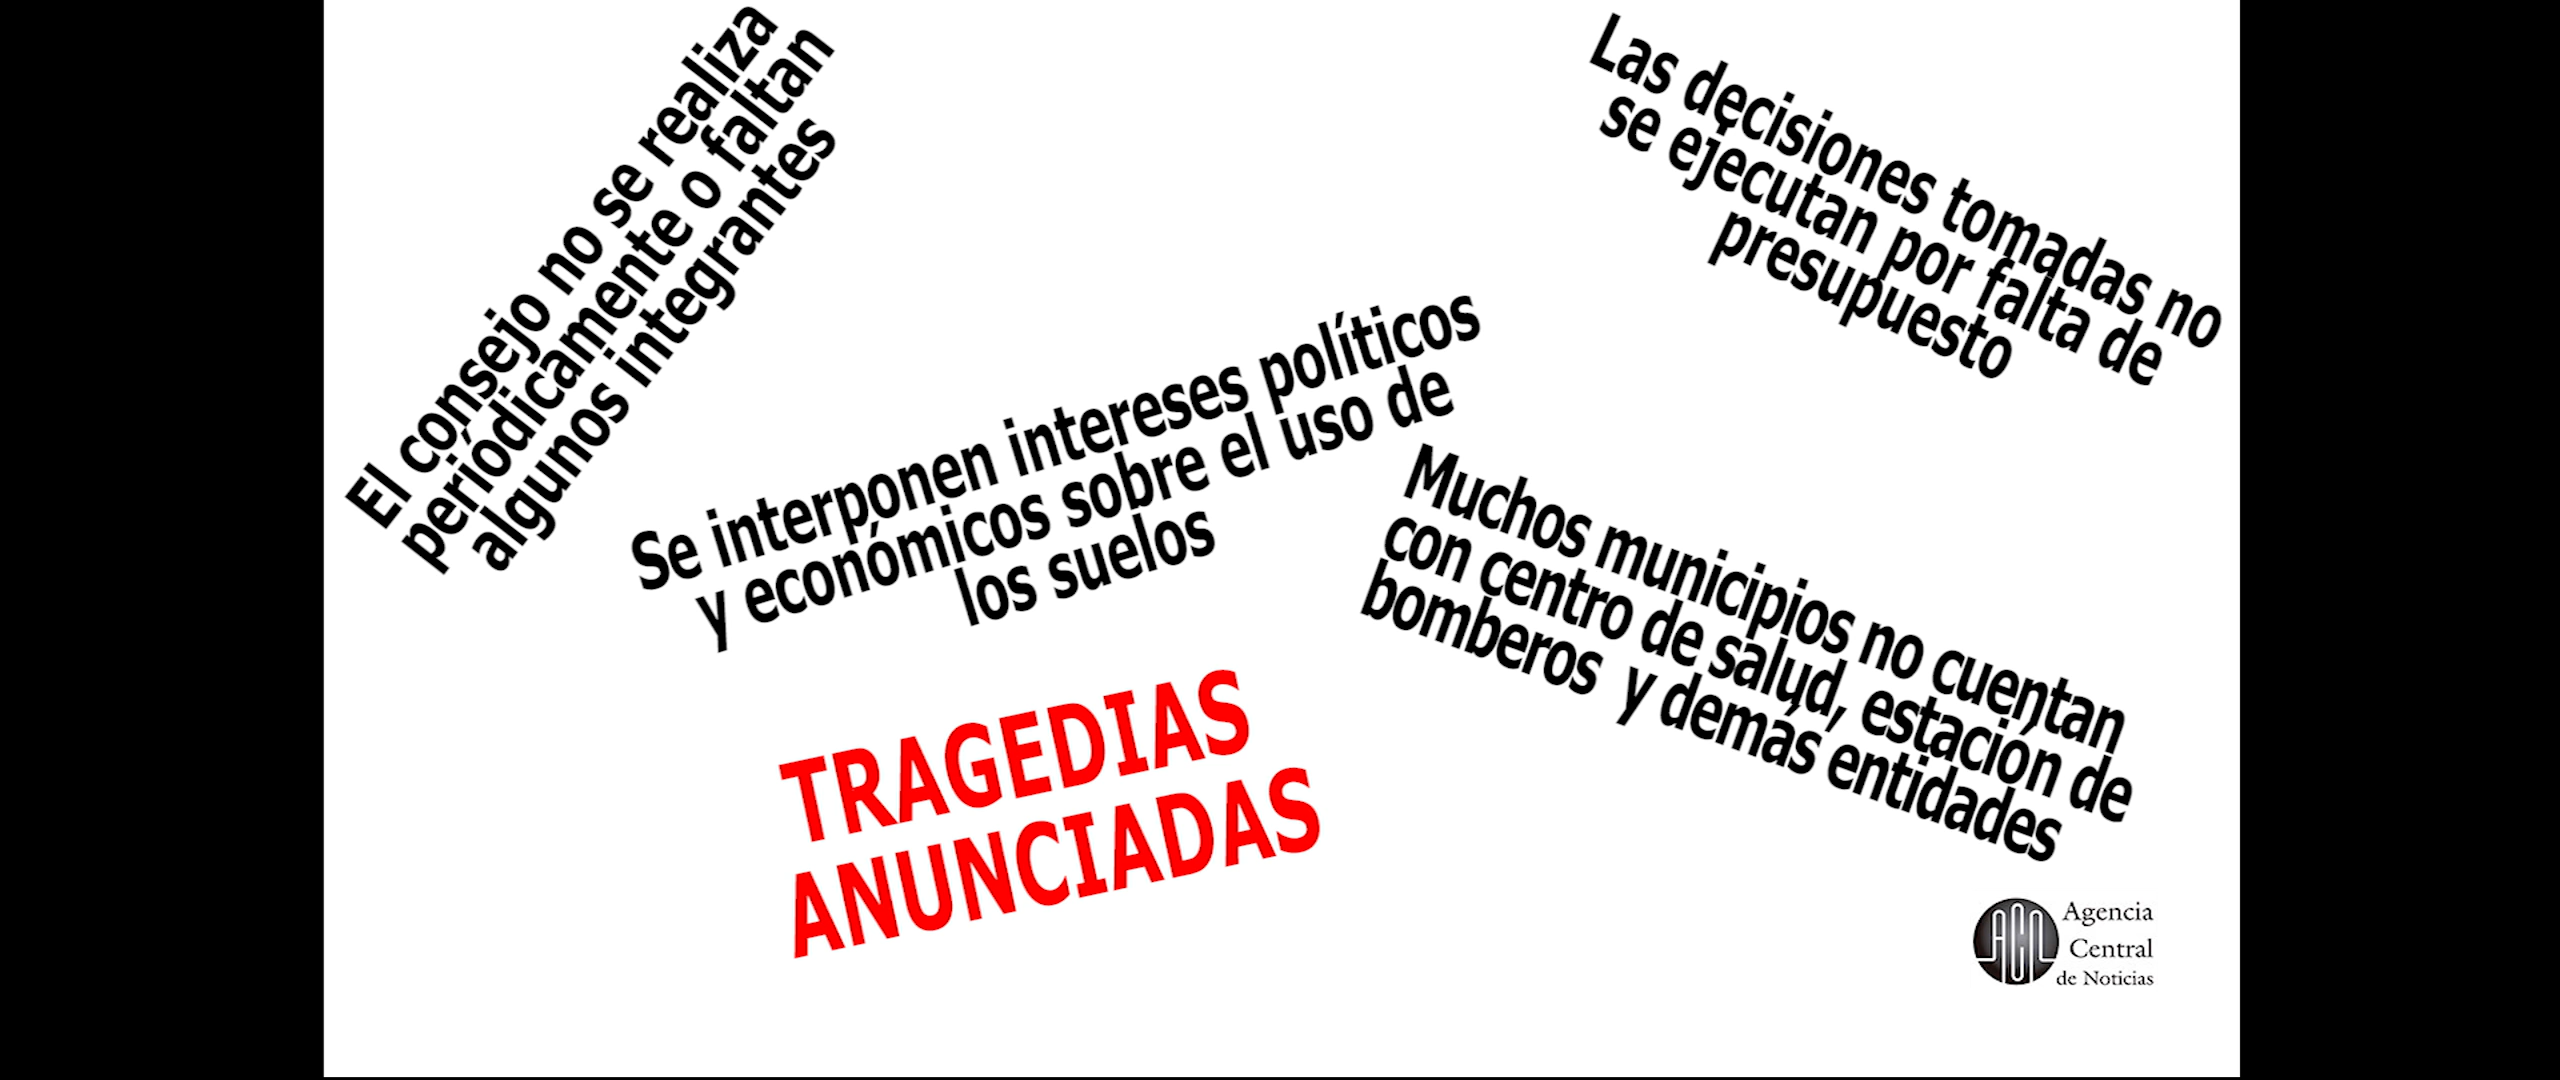 El consejo no se realiza
periódicamente o faltan
algunos integrantes
Se interponen intereses políticos
y económicos sobre el uso de
los suelos
Las decisiones tomadas no
se ejecutan por falta de
presupuesto
Muchos municipios no cuentan
con centro de salud, estación de
bomberos y demás entidades
TRAGEDIAS
ANUNCIADAS
ACN
Agencia
Central
de Noticias